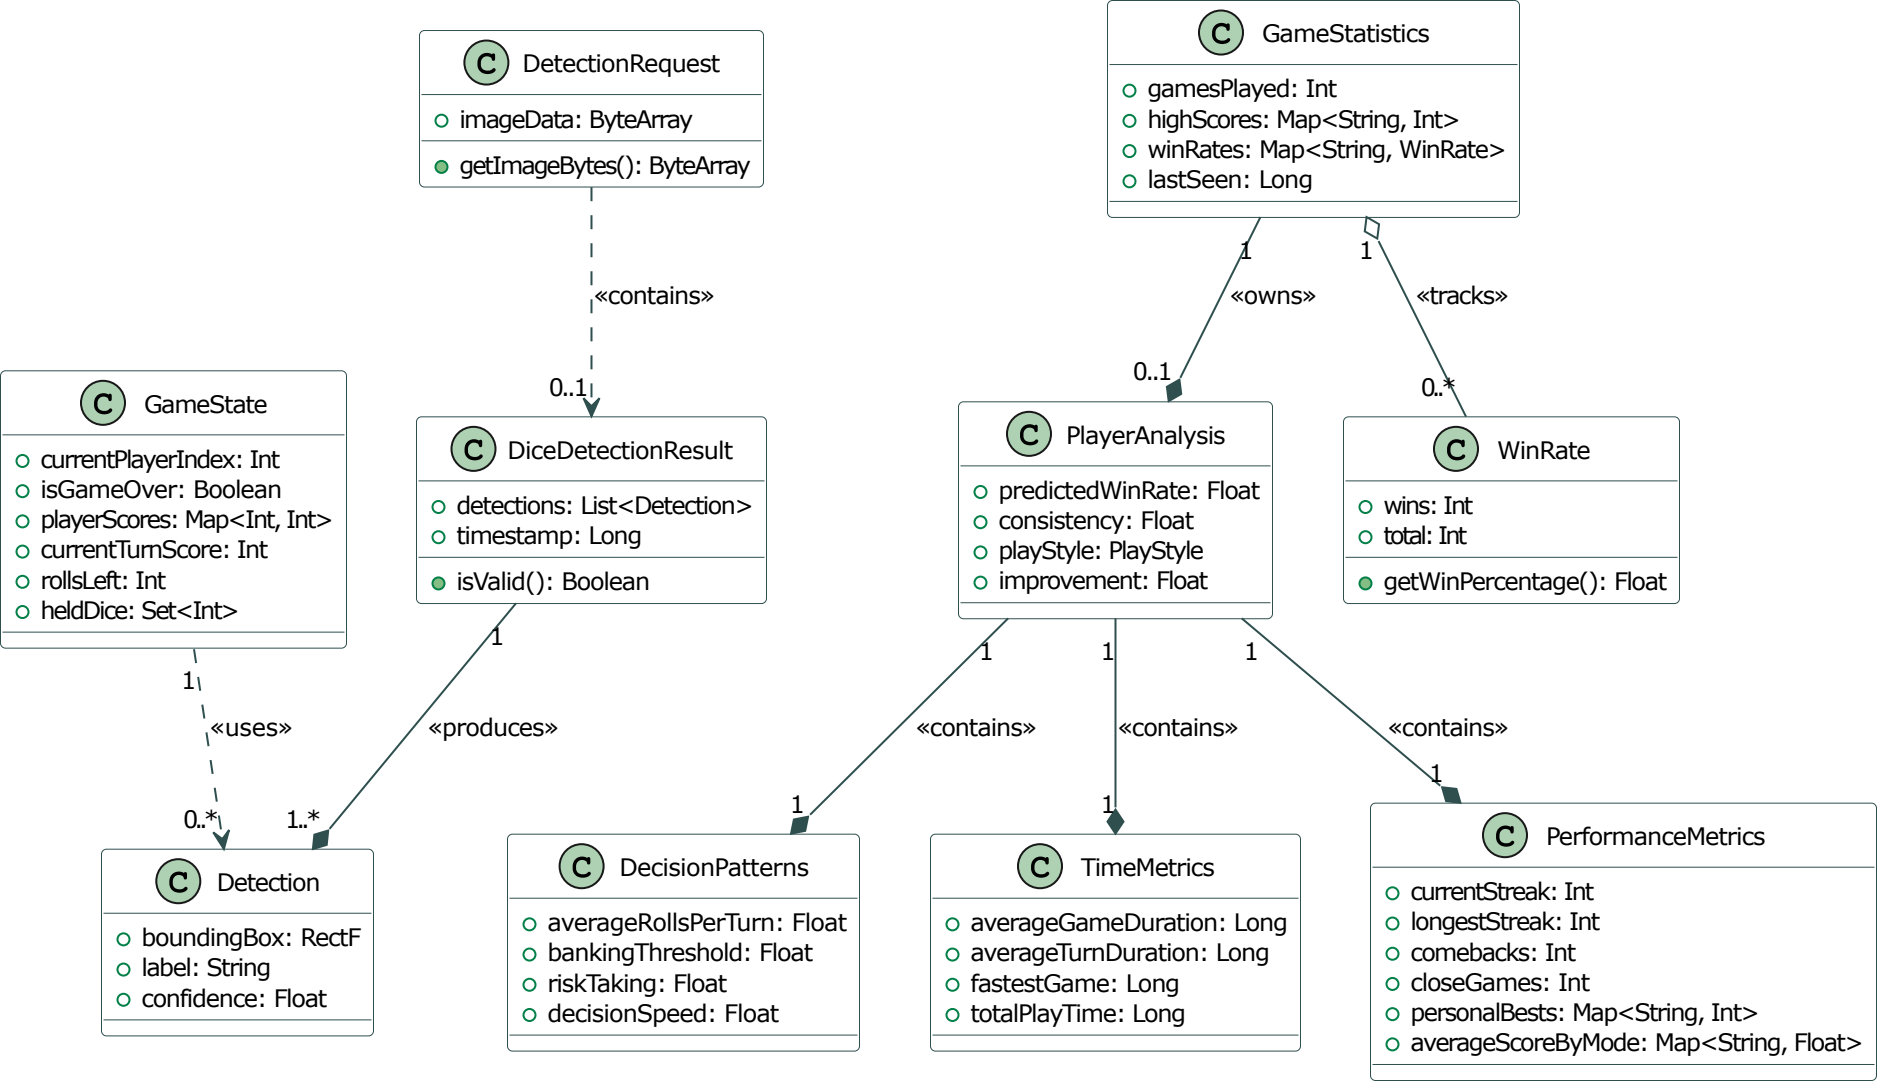 C DetectionRequest
imageData: ByteArray
getImageBytes(): ByteArray
C GameStatistics
gamesPlayed: Int
highScores: Map<String, Int>
winRates: Map<String, WinRate>
lastSeen: Long
1
1
«contains»
«owns»
«tracks»
0..1
0..1
0..*
C GameState
currentPlayerIndex: Int
isGameOver: Boolean
playerScores: Map<Int, Int>
currentTurnScore: Int
rollsLeft: Int
heldDice: Set<Int>
C DiceDetectionResult
detections: List<Detection>
timestamp: Long
isValid(): Boolean
C PlayerAnalysis
predictedWinRate: Float
consistency: Float
playStyle: PlayStyle
improvement: Float
C WinRate
wins: Int
total: Int
getWinPercentage(): Float
1
1
1
1
1
«uses»
«produces»
«contains»
«contains»
«contains»
0..*
1..*
1
1
1
C Detection
boundingBox: RectF
label: String
confidence: Float
C DecisionPatterns
averageRollsPerTurn: Float
bankingThreshold: Float
riskTaking: Float
decisionSpeed: Float
C TimeMetrics
averageGameDuration: Long
averageTurnDuration: Long
fastestGame: Long
totalPlayTime: Long
C PerformanceMetrics
currentStreak: Int
longestStreak: Int
comebacks: Int
closeGames: Int
personalBests: Map<String, Int>
averageScoreByMode: Map<String, Float>